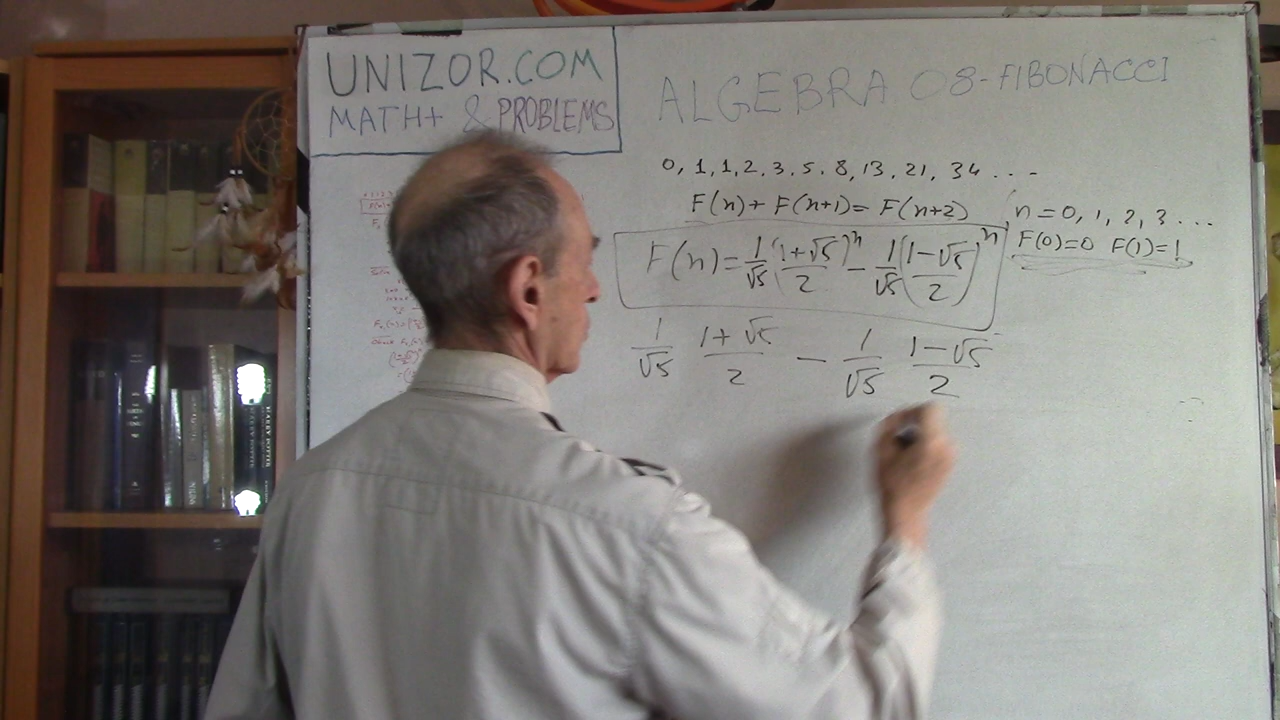 UNIZOR.COM
MATH+ & PROBLEMS
ALGEBRA 08-FIBONACCI
0, 1, 1, 2, 3, 5, 8, 13, 21, 34 ...
F(n) + F(n+1) = F(n+2), n = 0, 1, 2, 3 ...
F(0)=0 F(1)=1
F(n) = 1/√5 ((1+√5)/2)^n − 1/√5 ((1−√5)/2)^n
1/√5 (1+√5)/2 − 1/√5 (1−√5)/2